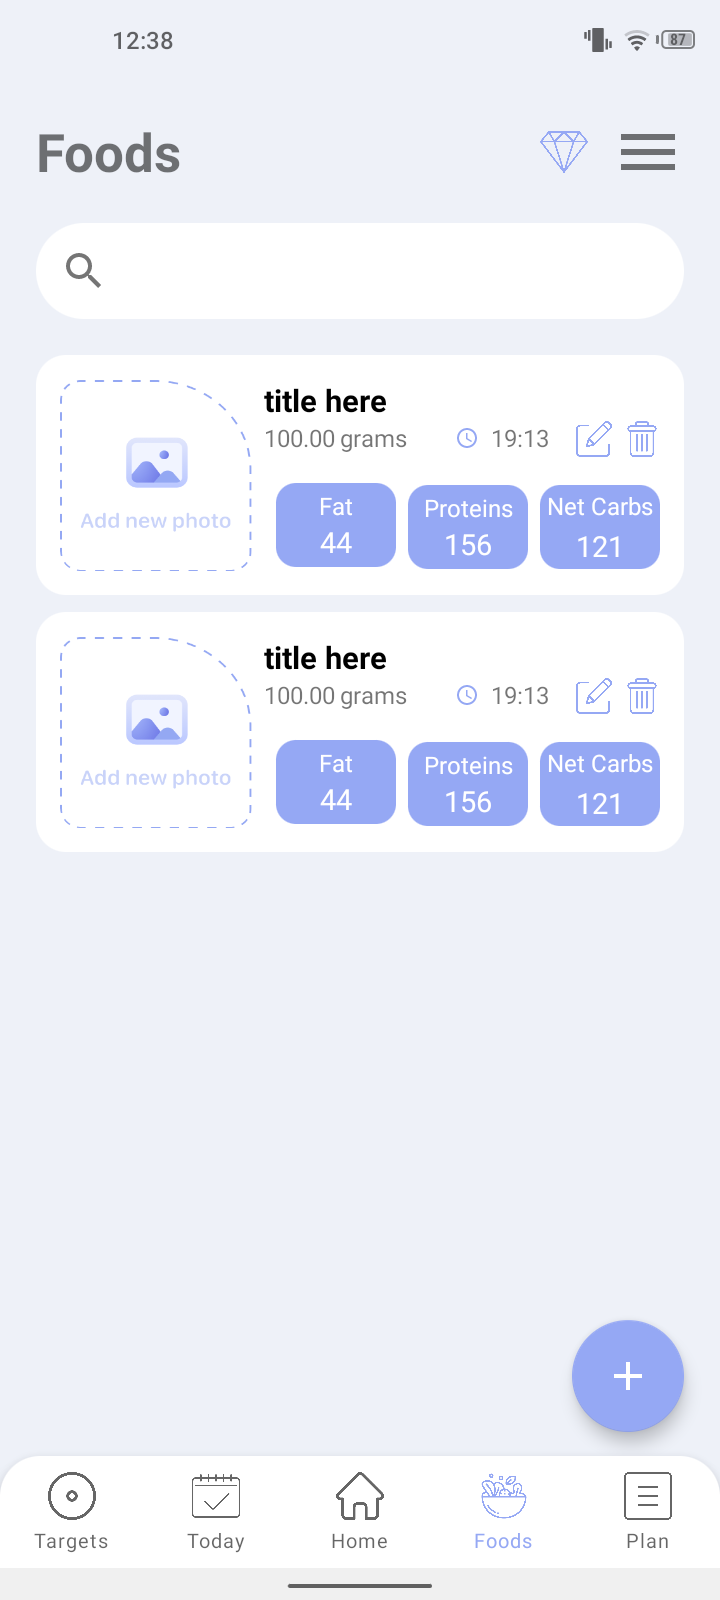 12:38
87
Foods
title here
100.00 grams
19:13
Add new photo
Fat
44
Proteins
156
Net Carbs
121
title here
100.00 grams
19:13
Add new photo
Fat
44
Proteins
156
Net Carbs
121
Targets
Today
Home
Foods
Plan